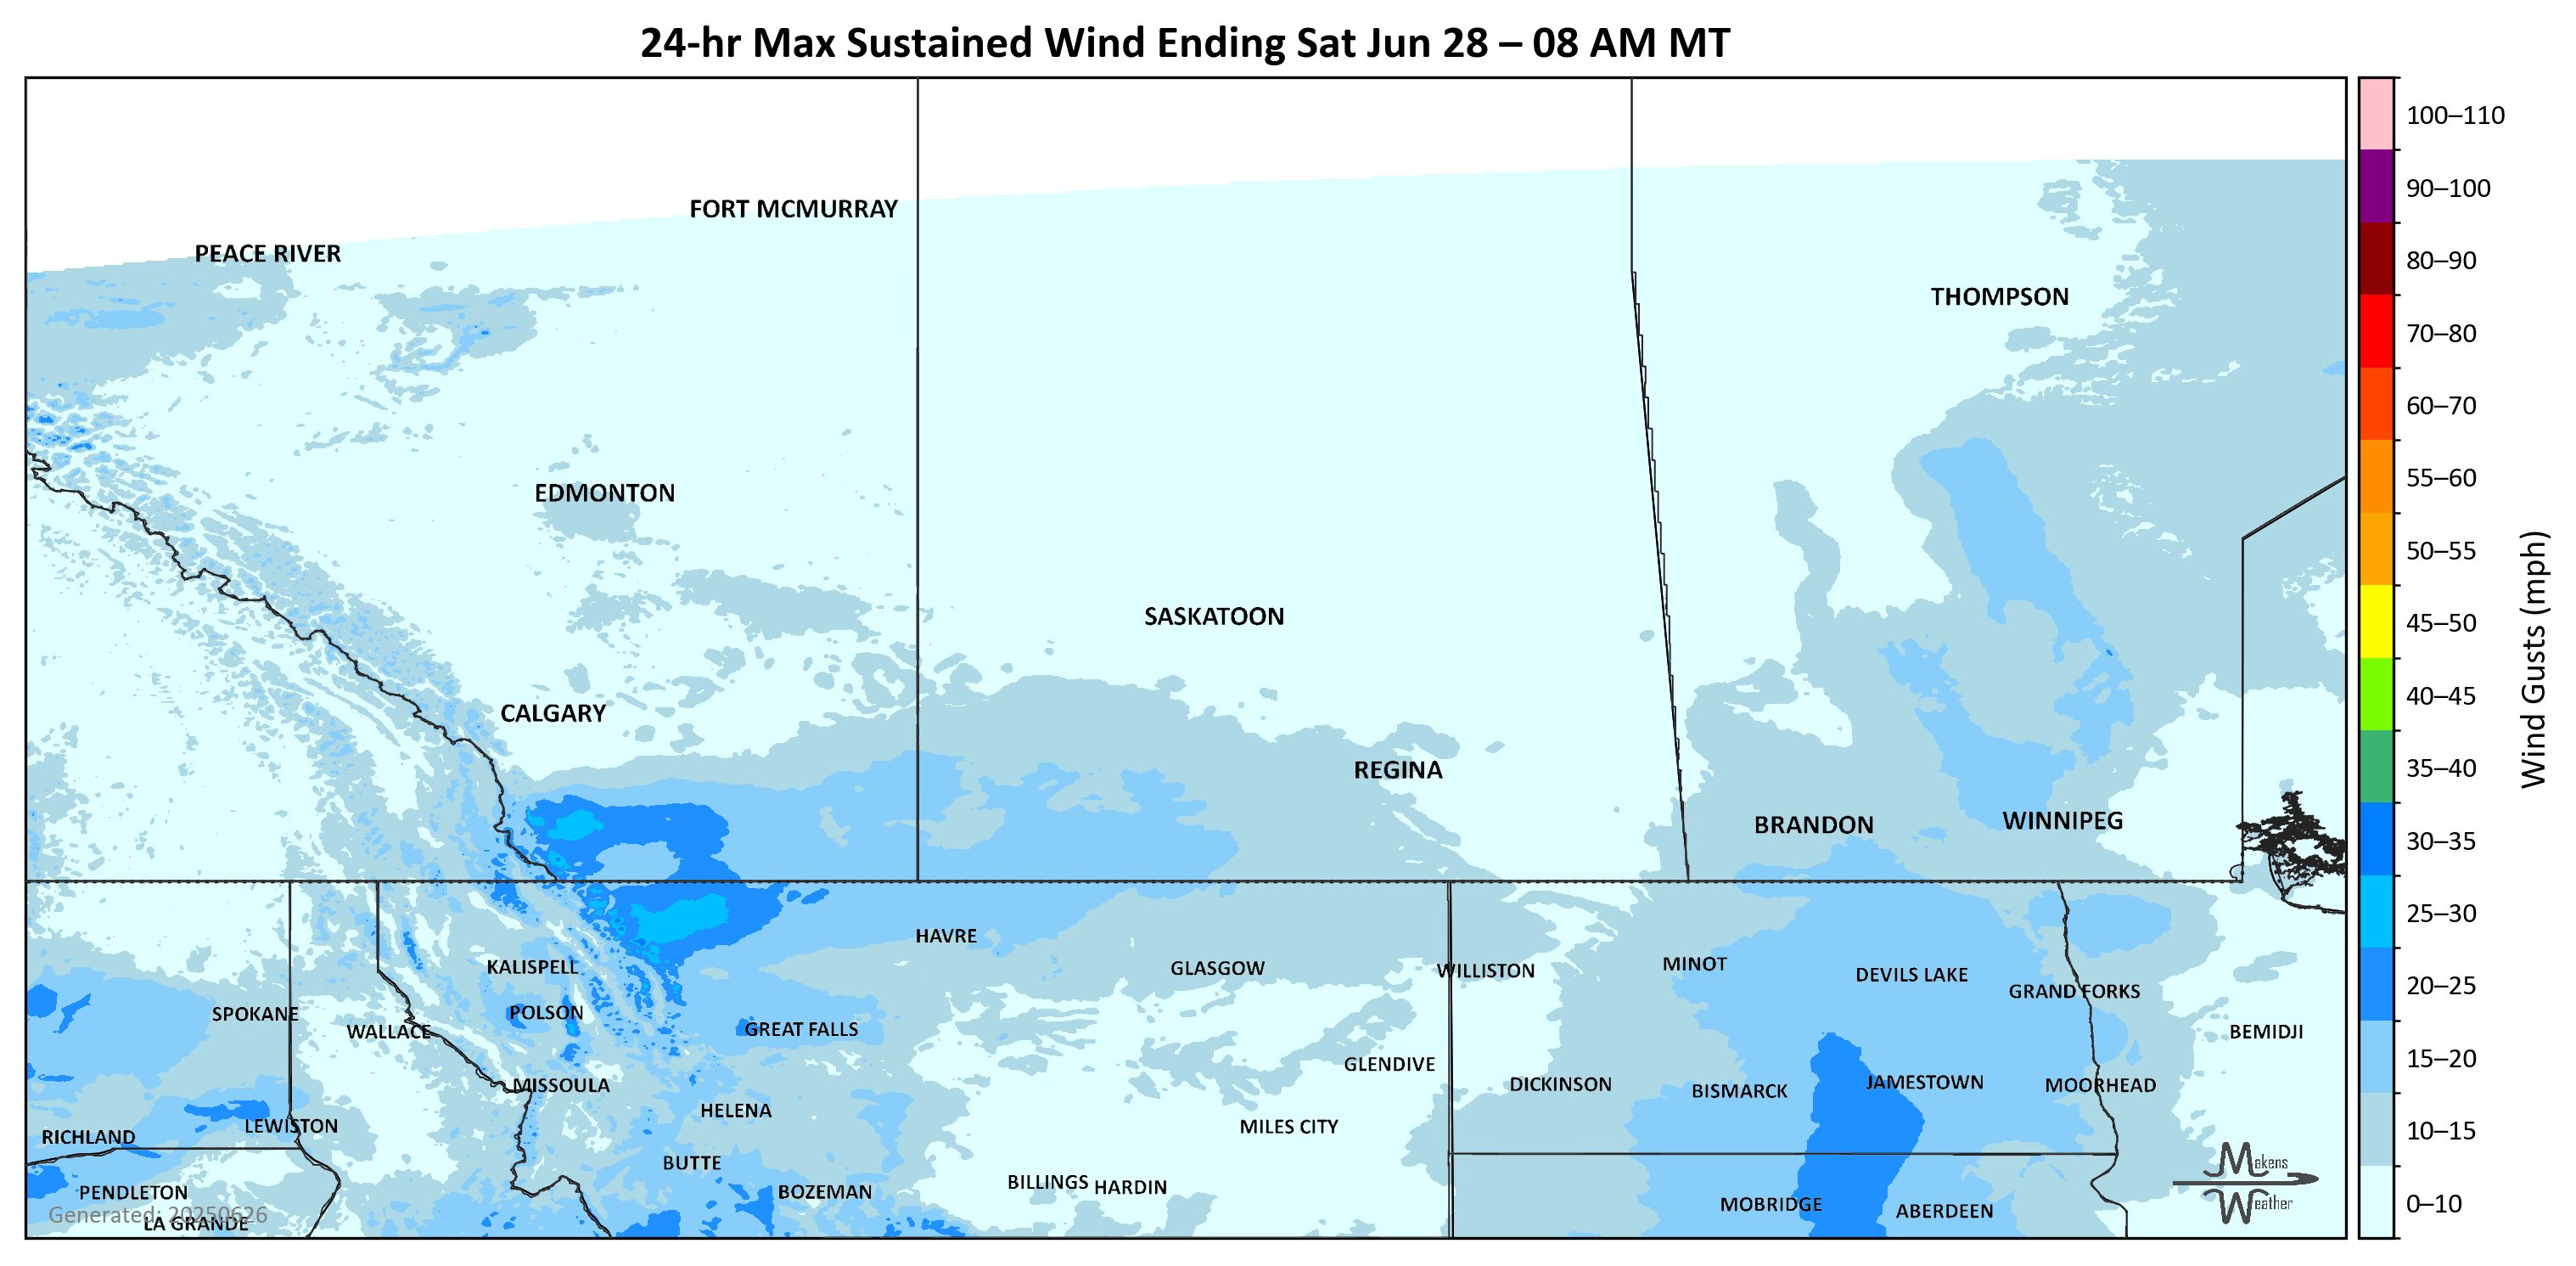 24-hr Max Sustained Wind Ending Sat Jun 28 – 08 AM MT
100–110
90–100
80–90
70–80
60–70
55–60
50–55
45–50
40–45
35–40
30–35
25–30
20–25
15–20
10–15
0–10
Wind Gusts (mph)
FORT MCMURRAY
PEACE RIVER
THOMPSON
EDMONTON
SASKATOON
CALGARY
REGINA
BRANDON
WINNIPEG
HAVRE
KALISPELL
GLASGOW
WILLISTON
MINOT
DEVILS LAKE
GRAND FORKS
SPOKANE
POLSON
WALLACE
GREAT FALLS
BEMIDJI
GLENDIVE
MISSOULA
DICKINSON
BISMARCK
JAMESTOWN
MOORHEAD
HELENA
LEWISTON
MILES CITY
RICHLAND
BUTTE
PENDLETON
BOZEMAN
BILLINGS
HARDIN
MOBRIDGE
ABERDEEN
Generated: 20250626
LA GRANDE
Makens
Weather